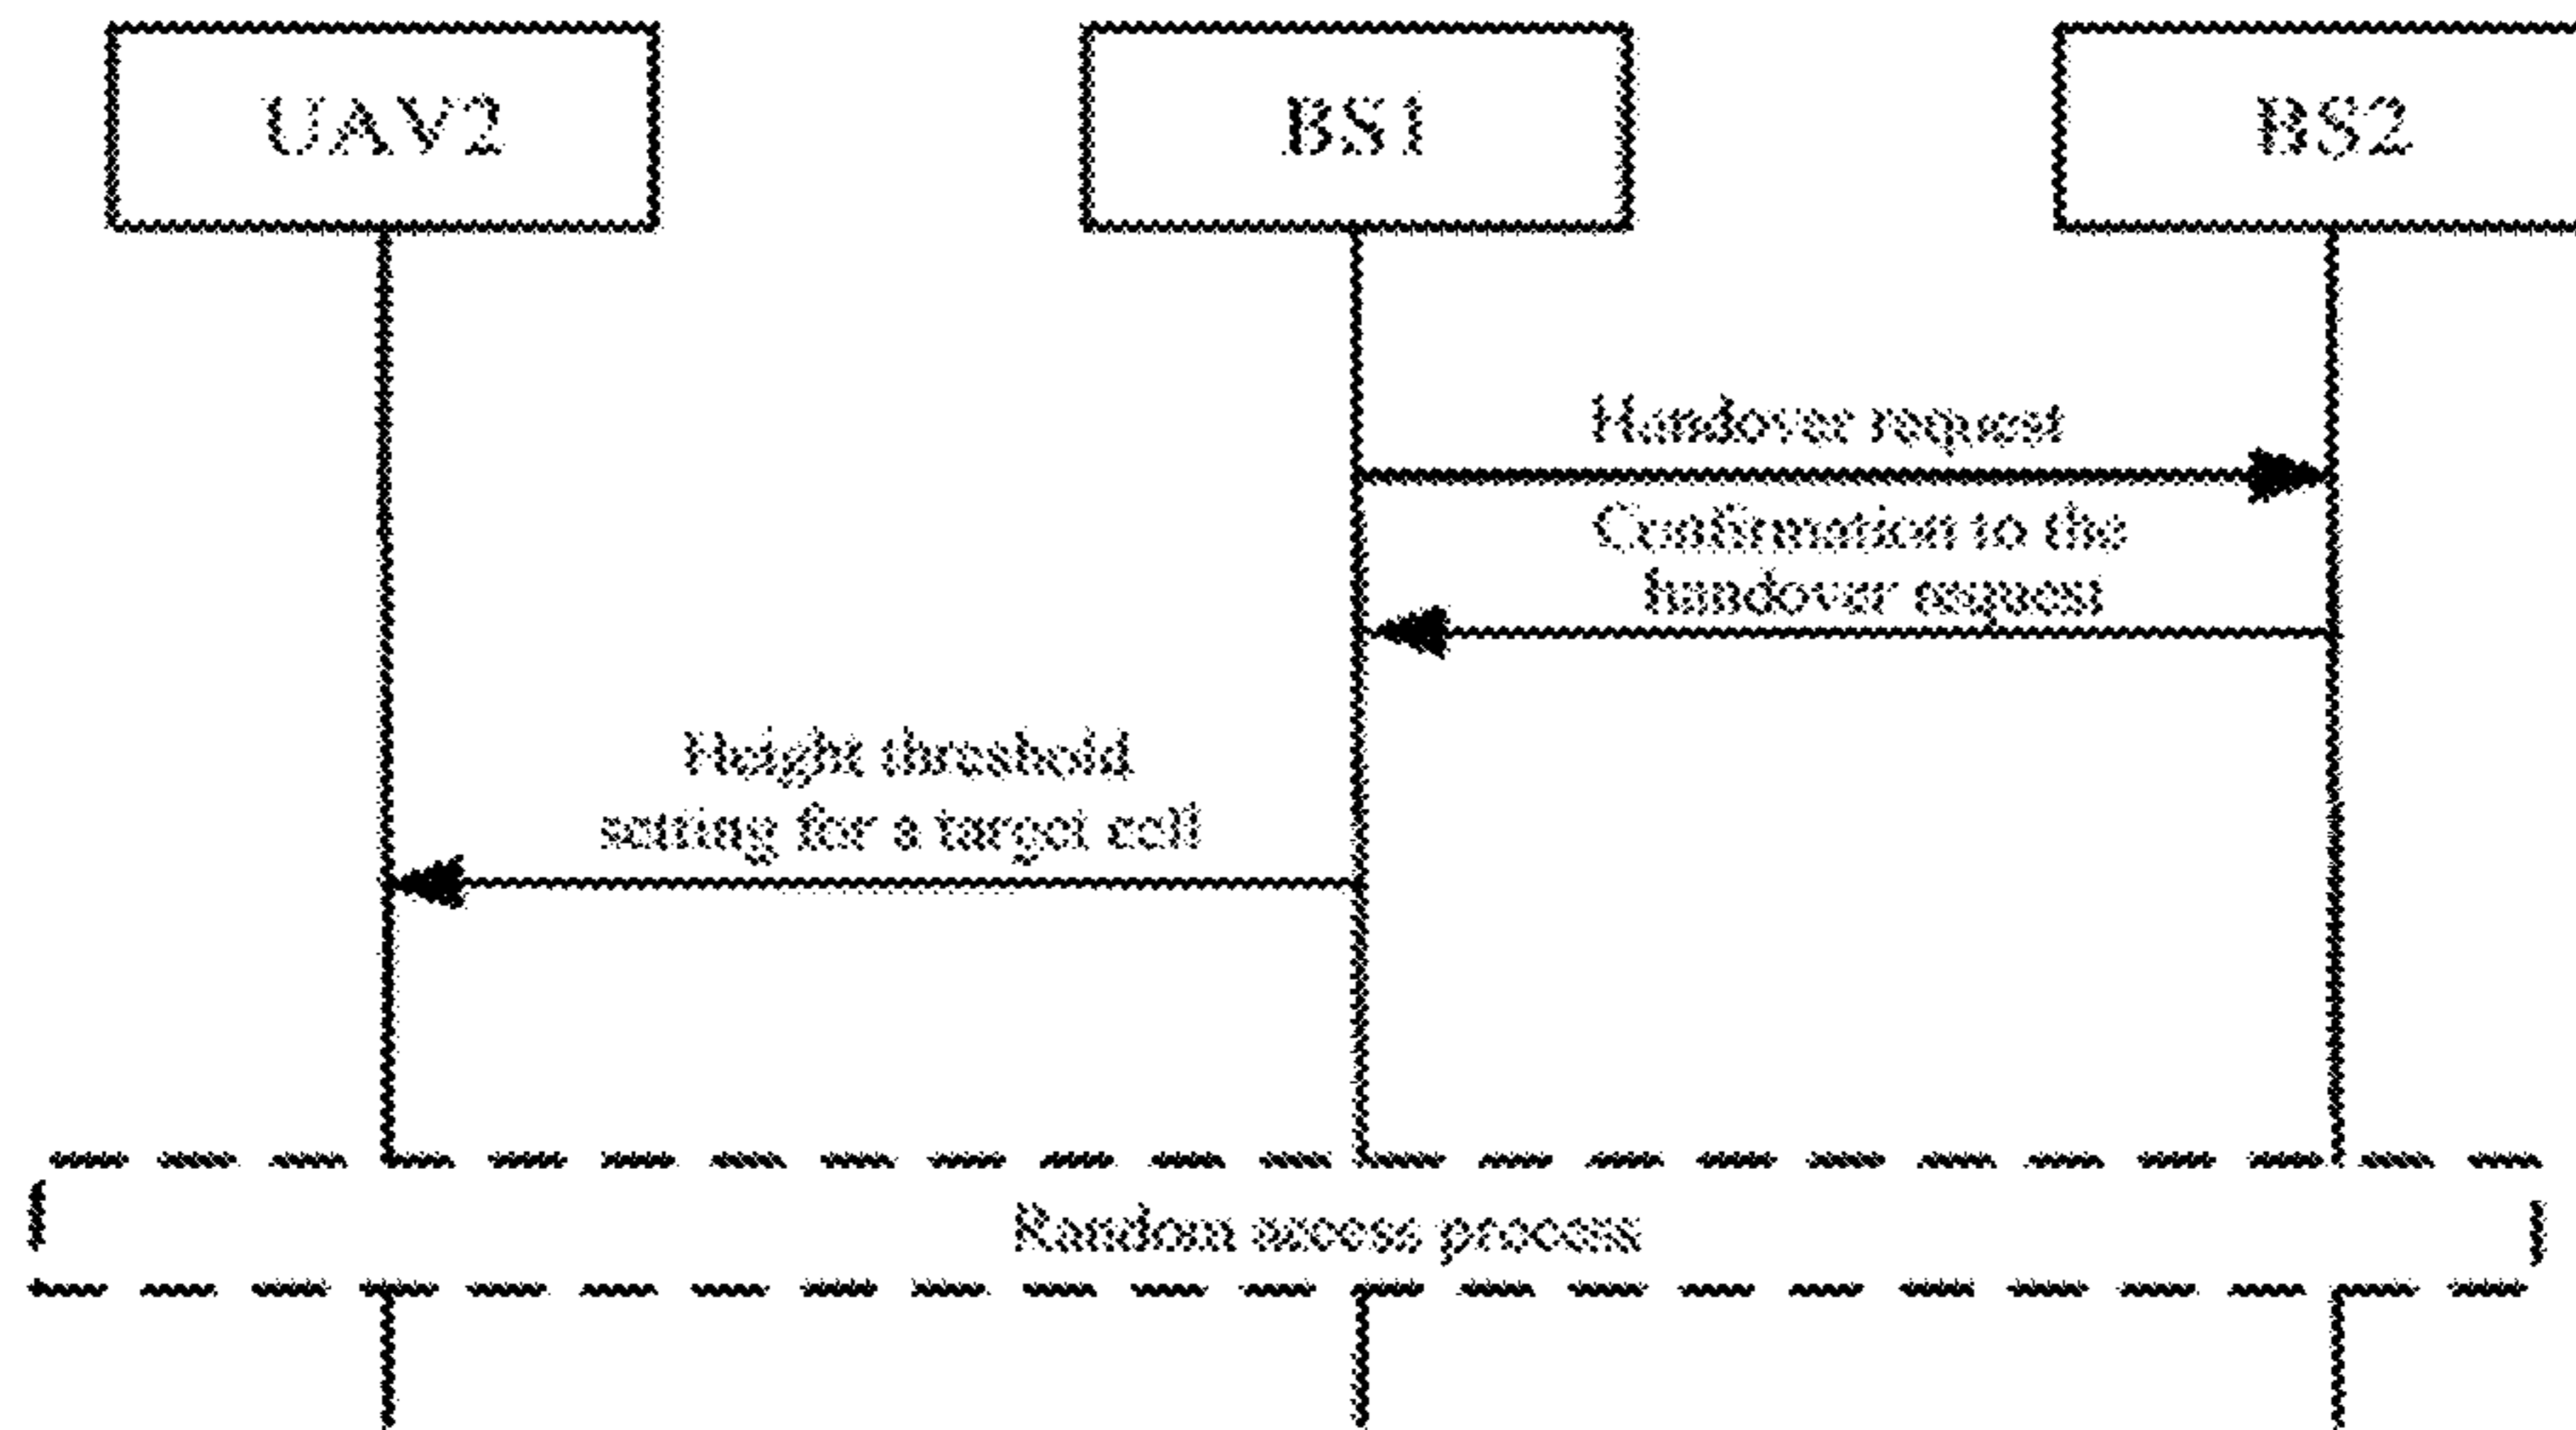 UAV2
BS1
BS2
Handover request
Confirmation to the
handover request
Height threshold
setting for a target cell
Random access process